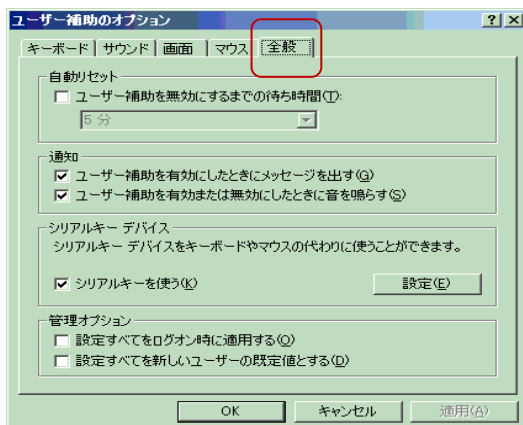 ユーザー補助のオプション
キーボード サウンド 画面 マウス 全般
自動リセット
ユーザー補助を無効にするまでの待ち時間(T):
5 分
通知
ユーザー補助を有効にしたときにメッセージを出す(G)
ユーザー補助を有効または無効にしたときに音を鳴らす(S)
シリアルキー デバイス
シリアルキー デバイスをキーボードやマウスの代わりに使うことができます。
シリアルキーを使う(K) 設定(E)
管理オプション
設定すべてをログオン時に適用する(O)
設定すべてを新しいユーザーの既定値とする(D)
OK キャンセル 適用(A)